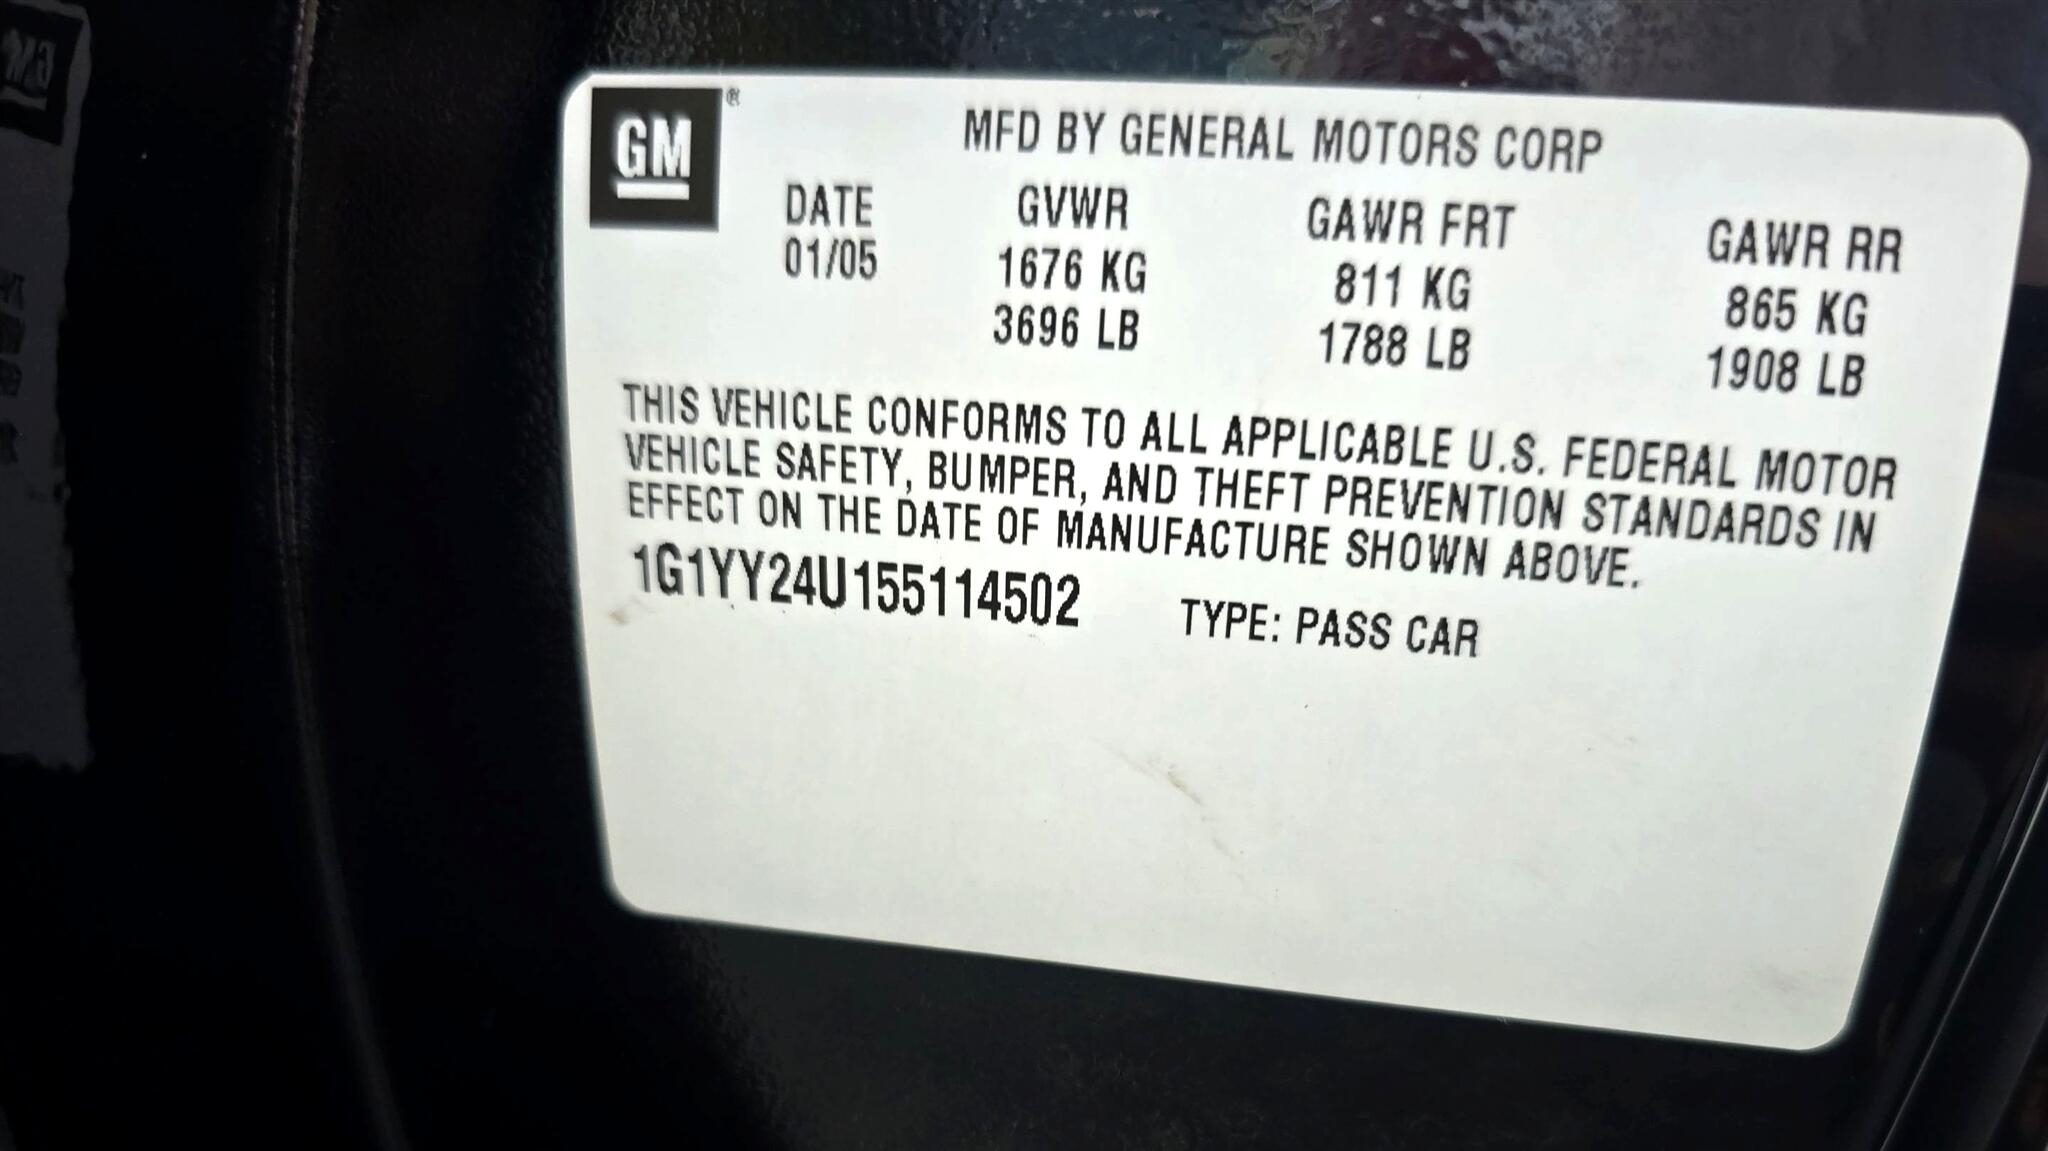 GM ®
MFD BY GENERAL MOTORS CORP
DATE GVWR GAWR FRT GAWR RR
01/05 1676 KG 811 KG 865 KG
3696 LB 1788 LB 1908 LB
THIS VEHICLE CONFORMS TO ALL APPLICABLE U.S. FEDERAL MOTOR
VEHICLE SAFETY, BUMPER, AND THEFT PREVENTION STANDARDS IN
EFFECT ON THE DATE OF MANUFACTURE SHOWN ABOVE.
1G1YY24U155114502 TYPE: PASS CAR